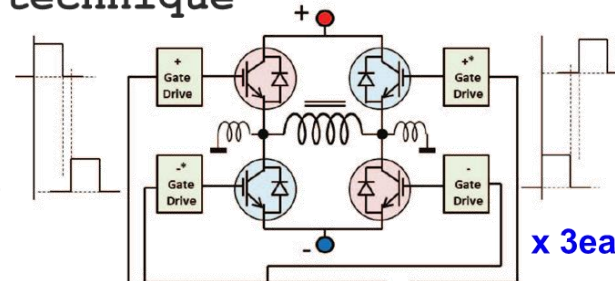 technique
+
+
Gate
Drive
+*
Gate
Drive
-*
Gate
Drive
-
Gate
Drive
-
x 3ea